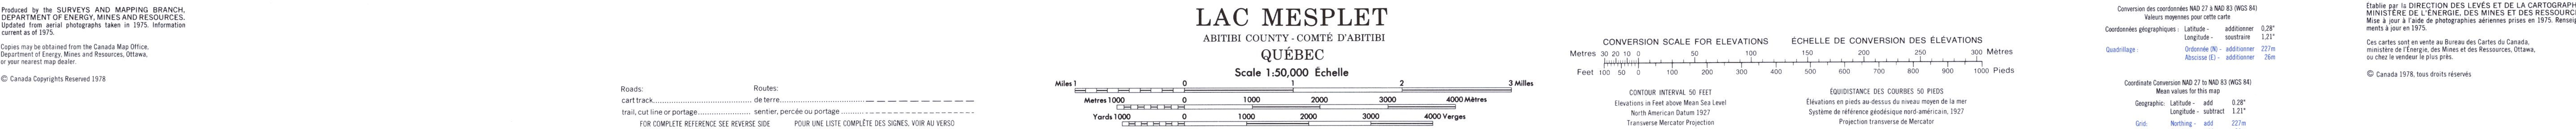 Produced by the SURVEYS AND MAPPING BRANCH,
DEPARTMENT OF ENERGY, MINES AND RESOURCES.
Updated from aerial photographs taken in 1975. Information
current as of 1975.
Copies may be obtained from the Canada Map Office,
Department of Energy, Mines and Resources, Ottawa,
or your nearest map dealer.
© Canada Copyrights Reserved 1978
Roads: Routes:
cart track de terre
trail, cut line or portage sentier, percée ou portage
FOR COMPLETE REFERENCE SEE REVERSE SIDE POUR UNE LISTE COMPLÈTE DES SIGNES, VOIR AU VERSO
LAC MESPLET
ABITIBI COUNTY - COMTÉ D'ABITIBI
QUÉBEC
Scale 1:50,000 Échelle
Miles 1 0 1 2 3 Milles
Metres 1000 0 1000 2000 3000 4000 Mètres
Yards 1000 0 1000 2000 3000 4000 Verges
CONVERSION SCALE FOR ELEVATIONS ÉCHELLE DE CONVERSION DES ÉLÉVATIONS
Metres 30 20 10 0 50 100 150 200 250 300 Mètres
Feet 100 50 0 100 200 300 400 500 600 700 800 900 1000 Pieds
CONTOUR INTERVAL 50 FEET
Elevations in Feet above Mean Sea Level
North American Datum 1927
Transverse Mercator Projection
ÉQUIDISTANCE DES COURBES 50 PIEDS
Élévations en pieds au-dessus du niveau moyen de la mer
Système de référence géodésique nord-américain, 1927
Projection transverse de Mercator
Conversion des coordonnées NAD 27 à NAD 83 (WGS 84)
Valeurs moyennes pour cette carte
Coordonnées géographiques : Latitude - additionner 0,28"
Longitude - soustraire 1,21"
Quadrillage : Ordonnée (N) - additionner 227m
Abscisse (E) - additionner 26m
Coordinate Conversion NAD 27 to NAD 83 (WGS 84)
Mean values for this map
Geographic: Latitude - add 0.28"
Longitude - subtract 1.21"
Grid: Northing - add 227m
Établie par la DIRECTION DES LEVÉS ET DE LA CARTOGRAPH
MINISTÈRE DE L'ÉNERGIE, DES MINES ET DES RESSOURC
Mise à jour à l'aide de photographies aériennes prises en 1975. Renseig
ments à jour en 1975.
Ces cartes sont en vente au Bureau des Cartes du Canada,
ministère de l'Énergie, des Mines et des Ressources, Ottawa,
ou chez le vendeur le plus près.
© Canada 1978, tous droits réservés